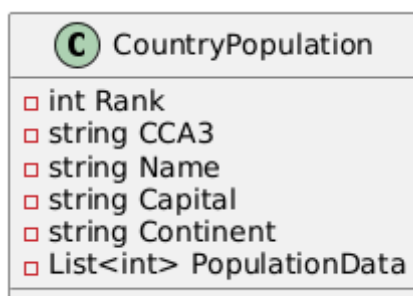 C CountryPopulation
int Rank
string CCA3
string Name
string Capital
string Continent
List<int> PopulationData